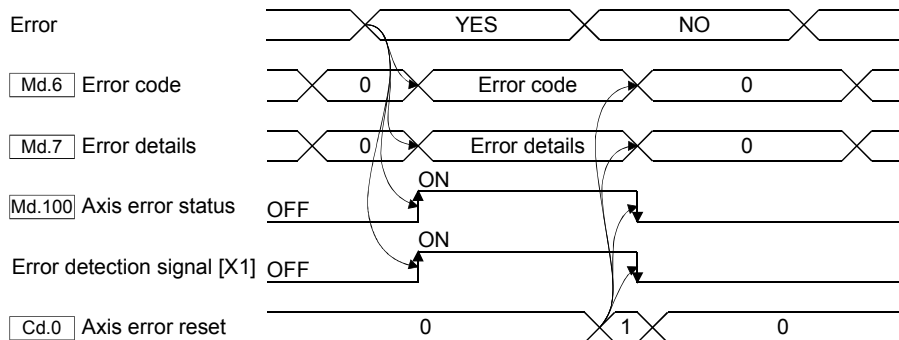 Error YES NO
Md.6 Error code 0 Error code 0
Md.7 Error details 0 Error details 0
ON
Md.100 Axis error status OFF
ON
Error detection signal [X1] OFF
Cd.0 Axis error reset 0 1 0